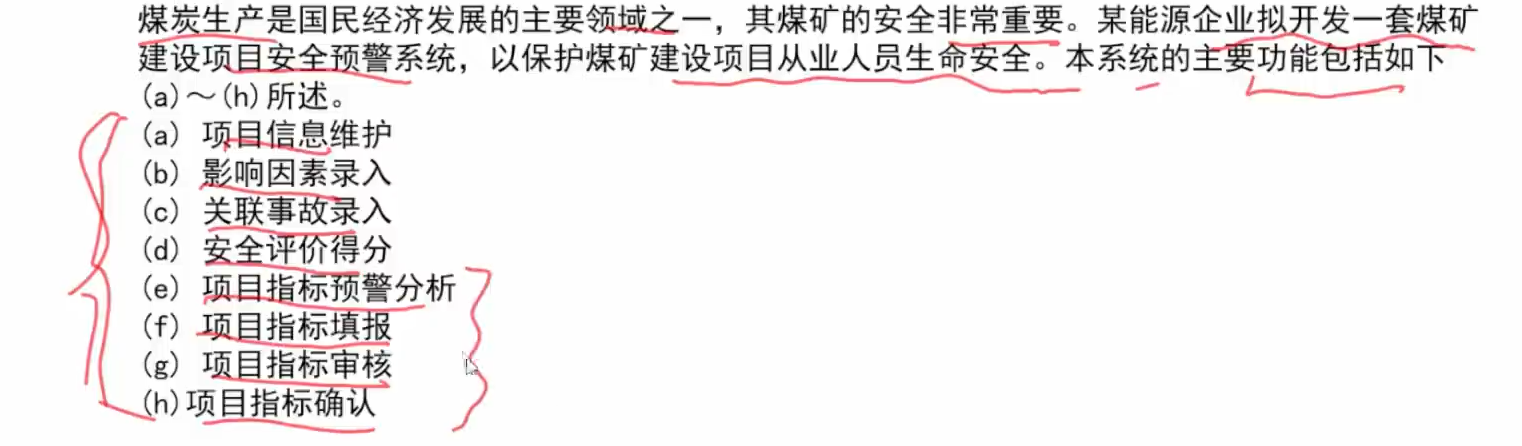 煤炭生产是国民经济发展的主要领域之一，其煤矿的安全非常重要。某能源企业拟开发一套煤矿
建设项目安全预警系统，以保护煤矿建设项目从业人员生命安全。本系统的主要功能包括如下
(a)～(h)所述。
(a) 项目信息维护
(b) 影响因素录入
(c) 关联事故录入
(d) 安全评价得分
(e) 项目指标预警分析
(f) 项目指标填报
(g) 项目指标审核
(h)项目指标确认